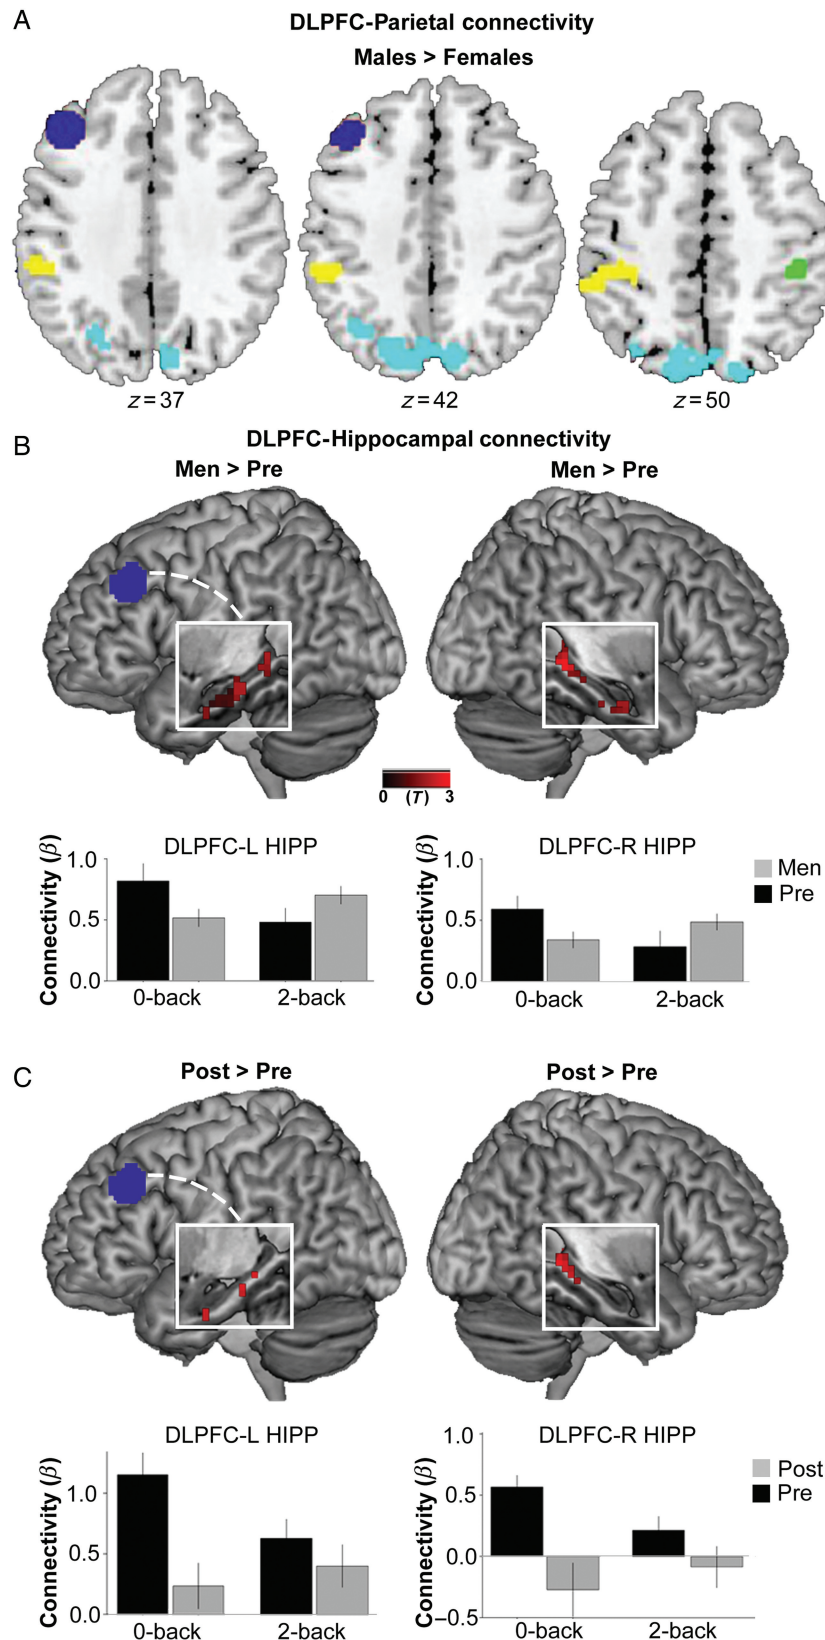 A
DLPFC-Parietal connectivity
Males > Females
z = 37
z = 42
z = 50
B
DLPFC-Hippocampal connectivity
Men > Pre
Men > Pre
0 (T) 3
Connectivity (β)
DLPFC-L HIPP
1.0
0.5
0.0
0-back
2-back
Connectivity (β)
DLPFC-R HIPP
1.0
0.5
0.0
0-back
2-back
Men
Pre
C
Post > Pre
Post > Pre
Connectivity (β)
DLPFC-L HIPP
1.0
0.5
0.0
0-back
2-back
Connectivity (β)
DLPFC-R HIPP
1.0
0.5
0.0
−0.5
0-back
2-back
Post
Pre